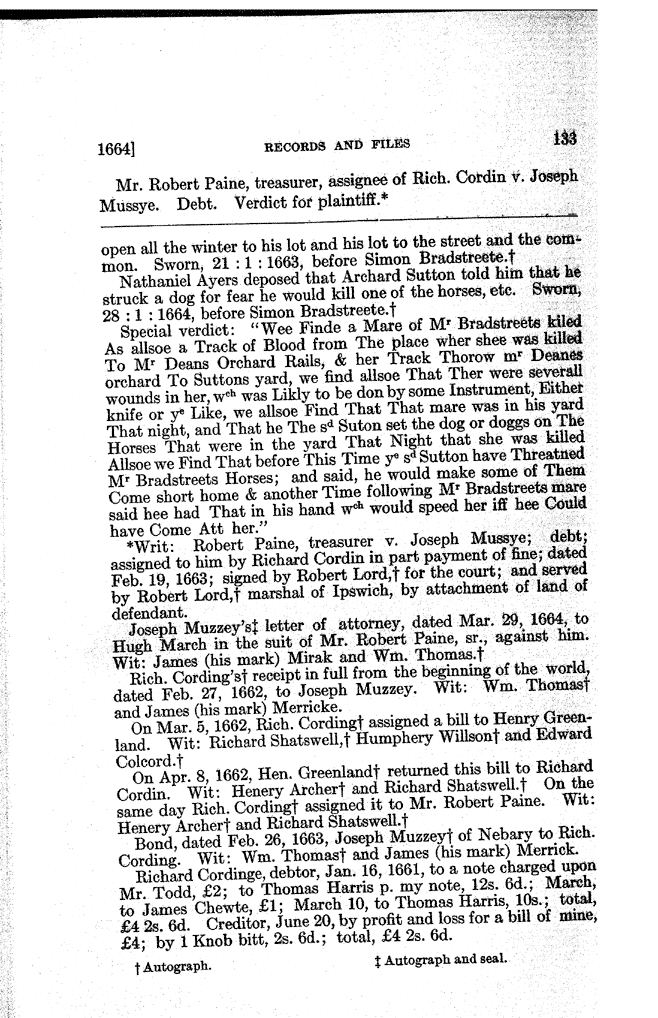 1664] RECORDS AND FILES 133
Mr. Robert Paine, treasurer, assignee of Rich. Cordin v. Joseph
Mussye. Debt. Verdict for plaintiff.*
open all the winter to his lot and his lot to the street and the com-
mon. Sworn, 21 : 1 : 1663, before Simon Bradstreete.†
Nathaniel Ayers deposed that Archard Sutton told him that he
struck a dog for fear he would kill one of the horses, etc. Sworn,
28 : 1 : 1664, before Simon Bradstreete.†
Special verdict: "Wee Finde a Mare of Mʳ Bradstreets kiled
As allsoe a Track of Blood from The place wher shee was killed
To Mʳ Deans Orchard Rails, & her Track Thorow mʳ Deanes
orchard To Suttons yard, we find allsoe That Ther were severall
wounds in her, wᶜʰ was Likly to be don by some Instrument, Either
knife or yᵉ Like, we allsoe Find That That mare was in his yard
That night, and That he The sᵈ Suton set the dog or doggs on The
Horses That were in the yard That Night that she was killed
Allsoe we Find That before This Time yᵉ sᵈ Sutton have Threatned
Mʳ Bradstreets Horses; and said, he would make some of Them
Come short home & another Time following Mʳ Bradstreets mare
said hee had That in his hand wᶜʰ would speed her iff hee Could
have Come Att her."
*Writ: Robert Paine, treasurer v. Joseph Mussye; debt;
assigned to him by Richard Cordin in part payment of fine; dated
Feb. 19, 1663; signed by Robert Lord,† for the court; and served
by Robert Lord,† marshal of Ipswich, by attachment of land of
defendant.
Joseph Muzzey's‡ letter of attorney, dated Mar. 29, 1664, to
Hugh March in the suit of Mr. Robert Paine, sr., against him.
Wit: James (his mark) Mirak and Wm. Thomas.†
Rich. Cording's† receipt in full from the beginning of the world,
dated Feb. 27, 1662, to Joseph Muzzey. Wit: Wm. Thomas†
and James (his mark) Merricke.
On Mar. 5, 1662, Rich. Cording† assigned a bill to Henry Green-
land. Wit: Richard Shatswell,† Humphery Willson† and Edward
Colcord.†
On Apr. 8, 1662, Hen. Greenland† returned this bill to Richard
Cordin. Wit: Henery Archer† and Richard Shatswell.† On the
same day Rich. Cording† assigned it to Mr. Robert Paine. Wit:
Henery Archer† and Richard Shatswell.†
Bond, dated Feb. 26, 1663, Joseph Muzzey† of Nebary to Rich.
Cording. Wit: Wm. Thomas† and James (his mark) Merrick.
Richard Cordinge, debtor, Jan. 16, 1661, to a note charged upon
Mr. Todd, £2; to Thomas Harris p. my note, 12s. 6d.; March,
to James Chewte, £1; March 10, to Thomas Harris, 10s.; total,
£4 2s. 6d. Creditor, June 20, by profit and loss for a bill of mine,
£4; by 1 Knob bitt, 2s. 6d.; total, £4 2s. 6d.
† Autograph. ‡ Autograph and seal.